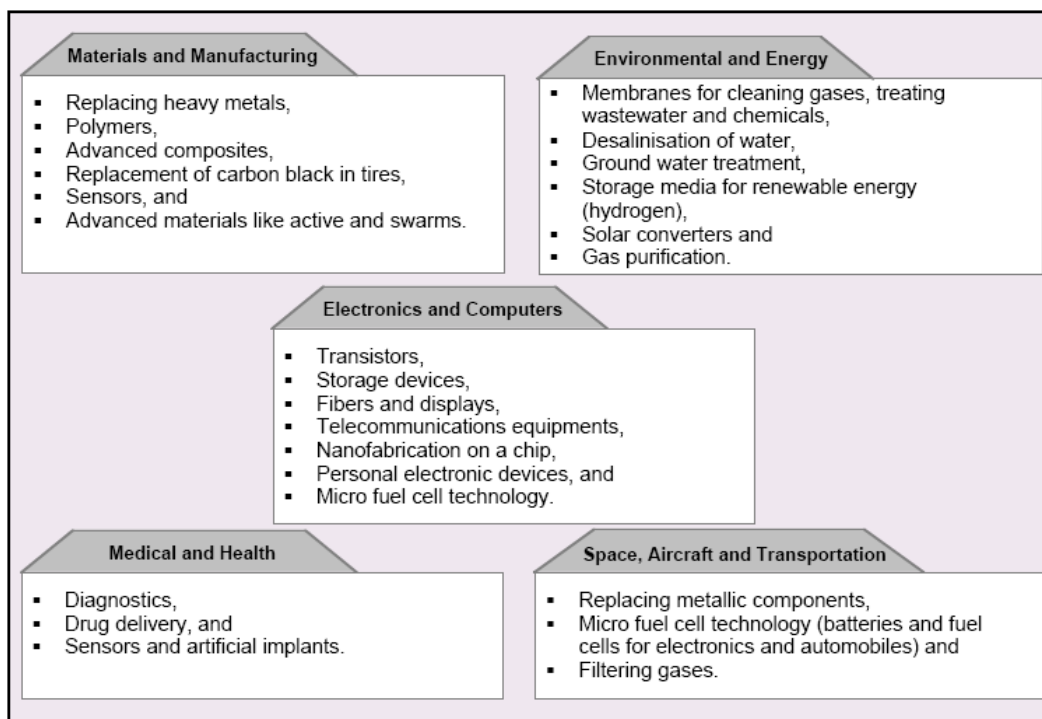 Materials and Manufacturing
▪ Replacing heavy metals,
▪ Polymers,
▪ Advanced composites,
▪ Replacement of carbon black in tires,
▪ Sensors, and
▪ Advanced materials like active and swarms.
Environmental and Energy
▪ Membranes for cleaning gases, treating
wastewater and chemicals,
▪ Desalinisation of water,
▪ Ground water treatment,
▪ Storage media for renewable energy
(hydrogen),
▪ Solar converters and
▪ Gas purification.
Electronics and Computers
▪ Transistors,
▪ Storage devices,
▪ Fibers and displays,
▪ Telecommunications equipments,
▪ Nanofabrication on a chip,
▪ Personal electronic devices, and
▪ Micro fuel cell technology.
Medical and Health
▪ Diagnostics,
▪ Drug delivery, and
▪ Sensors and artificial implants.
Space, Aircraft and Transportation
▪ Replacing metallic components,
▪ Micro fuel cell technology (batteries and fuel
cells for electronics and automobiles) and
▪ Filtering gases.